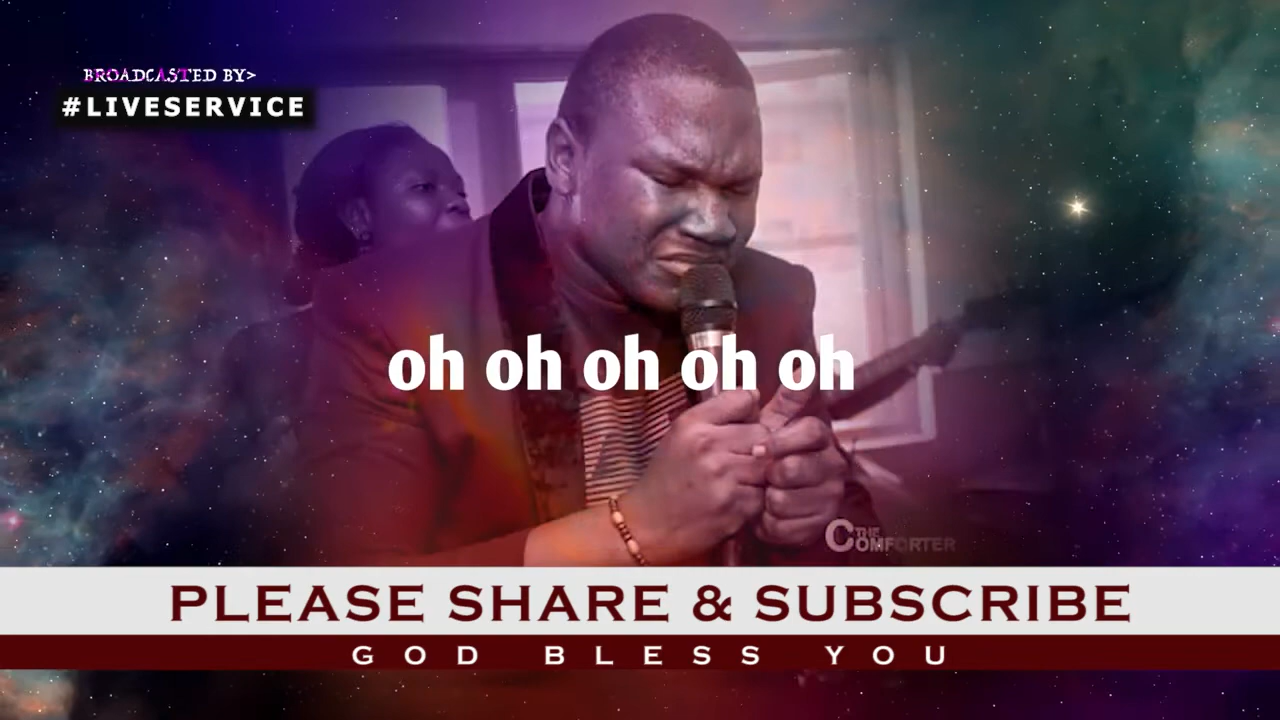 BROADCASTED BY>
#LIVESERVICE
oh oh oh oh oh
THE
COMFORTER
PLEASE SHARE & SUBSCRIBE
GOD BLESS YOU